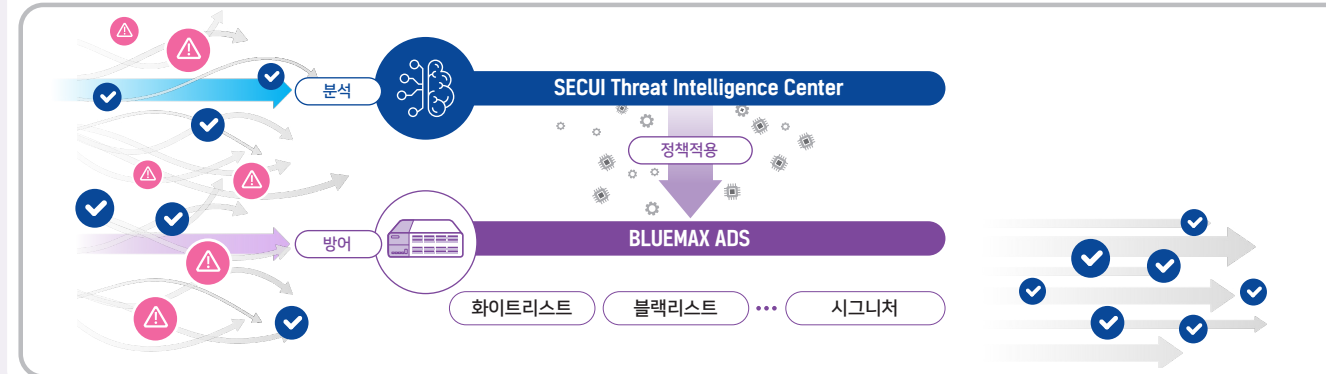 분석
SECUI Threat Intelligence Center
정책적용
방어
BLUEMAX ADS
화이트리스트
블랙리스트
•••
시그니처